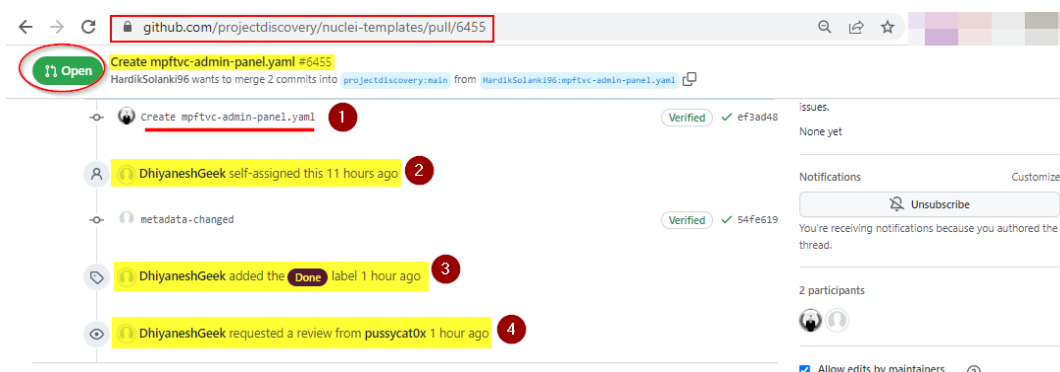 github.com/projectdiscovery/nuclei-templates/pull/6455
Open
Create mpftvc-admin-panel.yaml #6455
HardikSolanki96 wants to merge 2 commits into projectdiscovery:main from HardikSolanki96:mpftvc-admin-panel.yaml
Create mpftvc-admin-panel.yaml
1
Verified
ef3ad48
DhiyaneshGeek self-assigned this 11 hours ago
2
metadata-changed
Verified
54fe619
DhiyaneshGeek added the Done label 1 hour ago
3
DhiyaneshGeek requested a review from pussycat0x 1 hour ago
4
issues.
None yet
Notifications
Customize
Unsubscribe
You're receiving notifications because you authored the
thread.
2 participants
Allow edits by maintainers